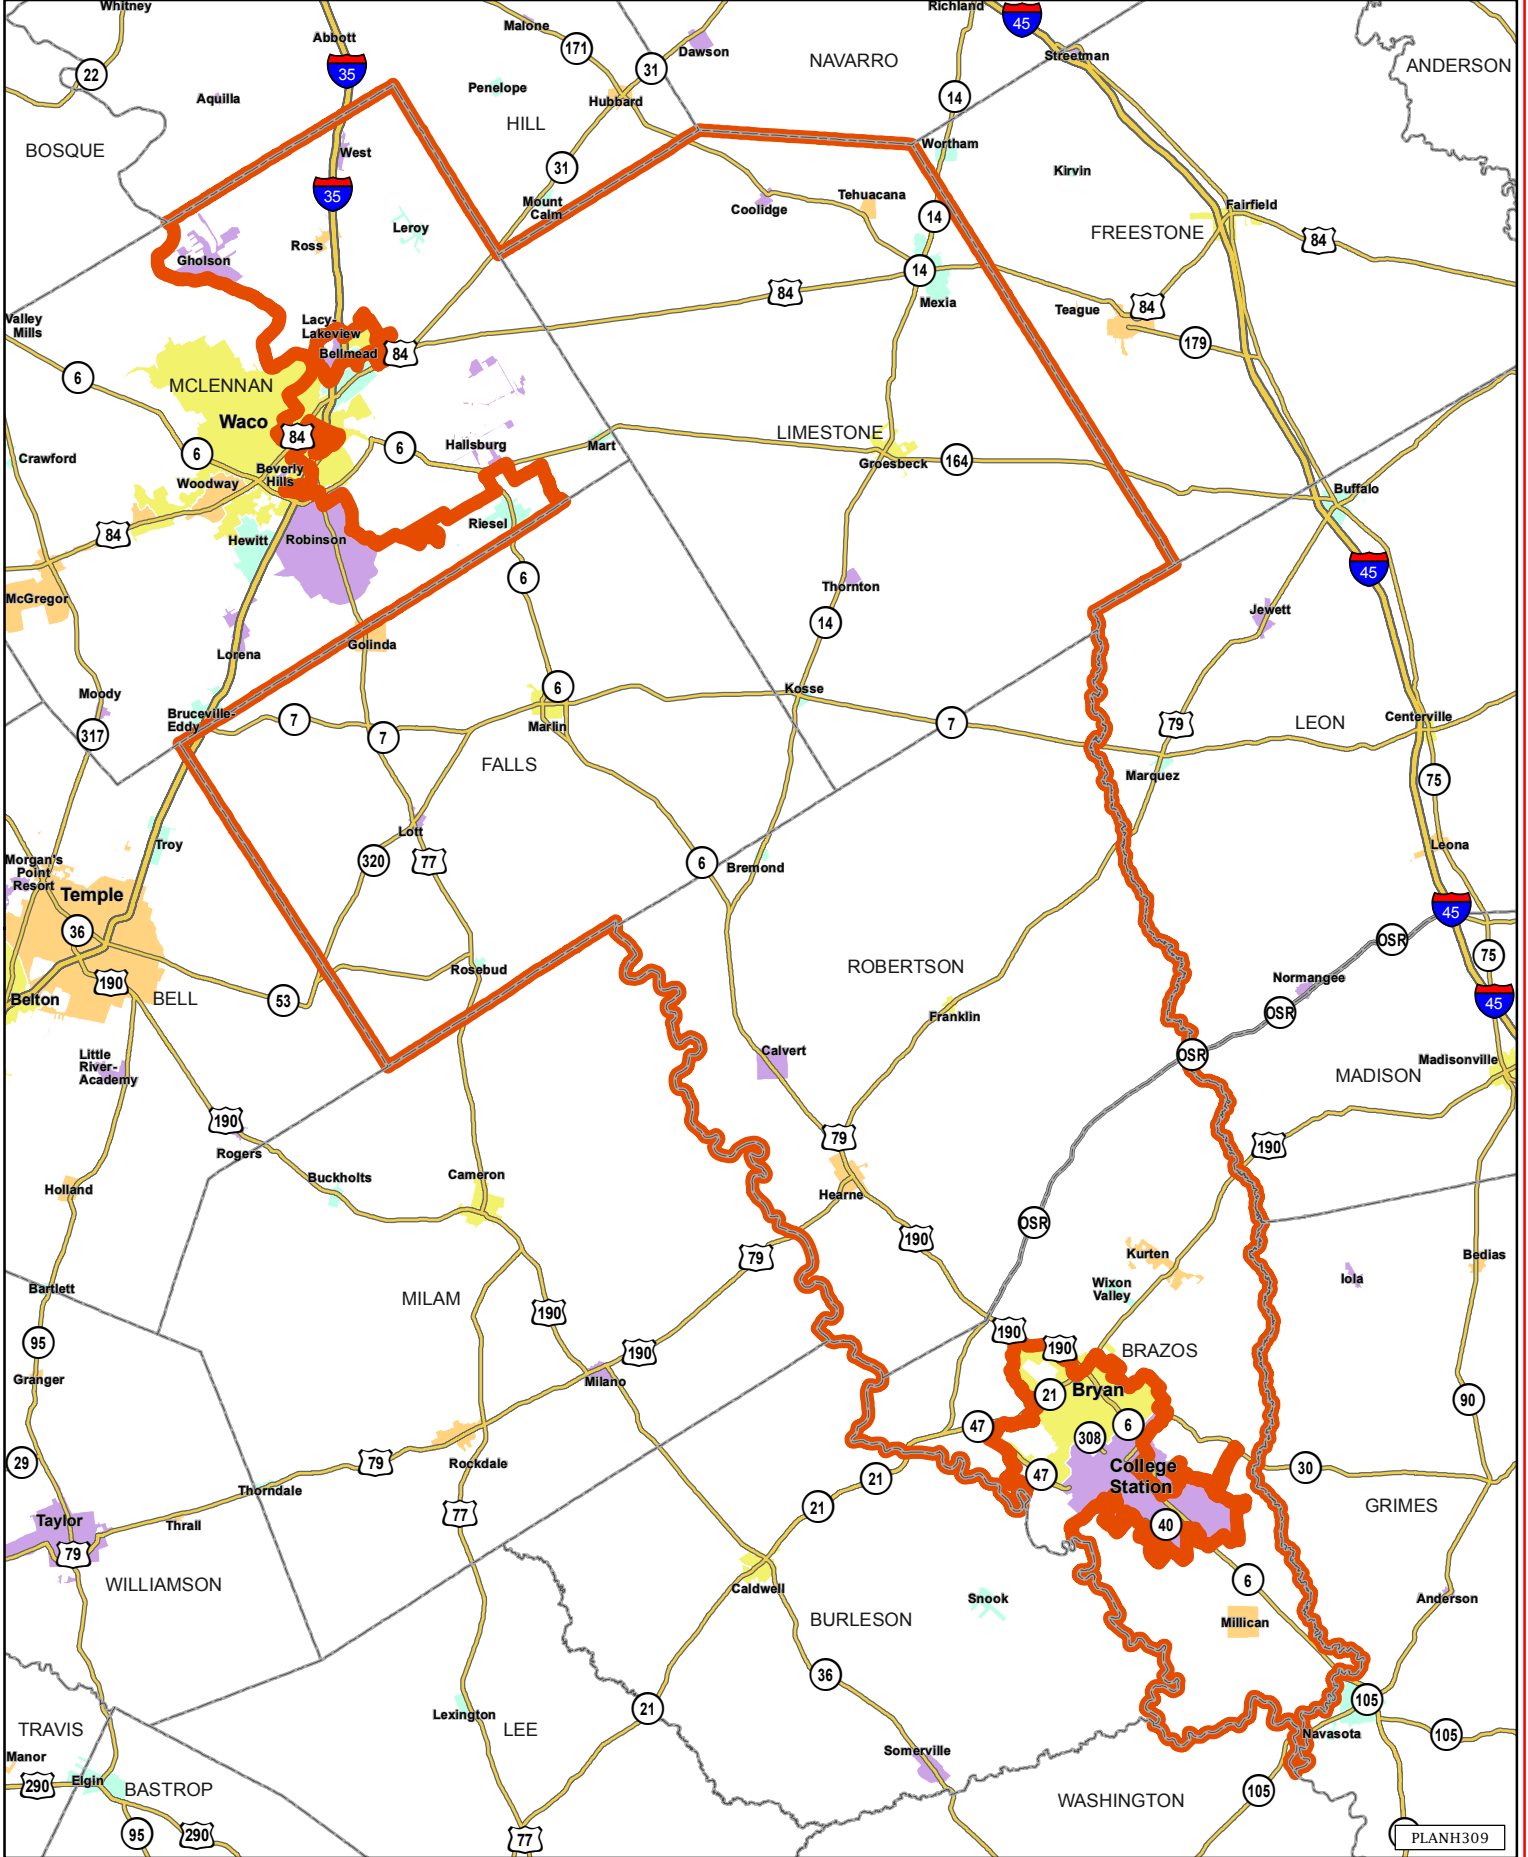 Whitney
Abbott
Malone
Richland
45
171
Dawson
NAVARRO
Streetman
ANDERSON
22
35
31
Aquilla
Penelope
Hubbard
14
HILL
BOSQUE
West
31
Wortham
Kirvin
35
Mount
Calm
Coolidge
Tehuacana
14
Fairfield
Leroy
Ross
Gholson
FREESTONE
84
14
Mexia
84
Teague
84
Valley
Mills
Lacy-
Lakeview
Bellmead
84
179
6
MCLENNAN
Waco
84
LIMESTONE
6
6
Hallsburg
Mart
Groesbeck
164
Crawford
Beverly
Hills
Woodway
Buffalo
84
Hewitt
Robinson
Riesel
45
6
McGregor
Thornton
Jewett
14
Golinda
Lorena
Moody
6
Kosse
Bruceville-
Eddy
7
317
7
Marlin
7
79
LEON
Centerville
FALLS
Marquez
75
Lott
Troy
Leona
Morgan's
Point
Resort
320
77
6
Bremond
Temple
45
36
OSR
75
190
Rosebud
ROBERTSON
Normangee
Belton
BELL
53
45
Franklin
OSR
Little
River-
Academy
Calvert
OSR
Madisonville
MADISON
190
79
190
Rogers
Buckholts
Cameron
Holland
Hearne
OSR
190
79
Kurten
Bedias
Wixon
Valley
Iola
Bartlett
MILAM
190
95
190
190
190
BRAZOS
Granger
Milano
Bryan
21
90
47
6
308
29
79
Rockdale
47
College
Station
30
21
Thorndale
GRIMES
21
77
Taylor
Thrall
40
79
WILLIAMSON
Caldwell
6
Snook
Anderson
BURLESON
Millican
36
105
21
Lexington
LEE
TRAVIS
Navasota
105
Manor
Somerville
290
Elgin
BASTROP
105
WASHINGTON
95
290
77
PLANH309